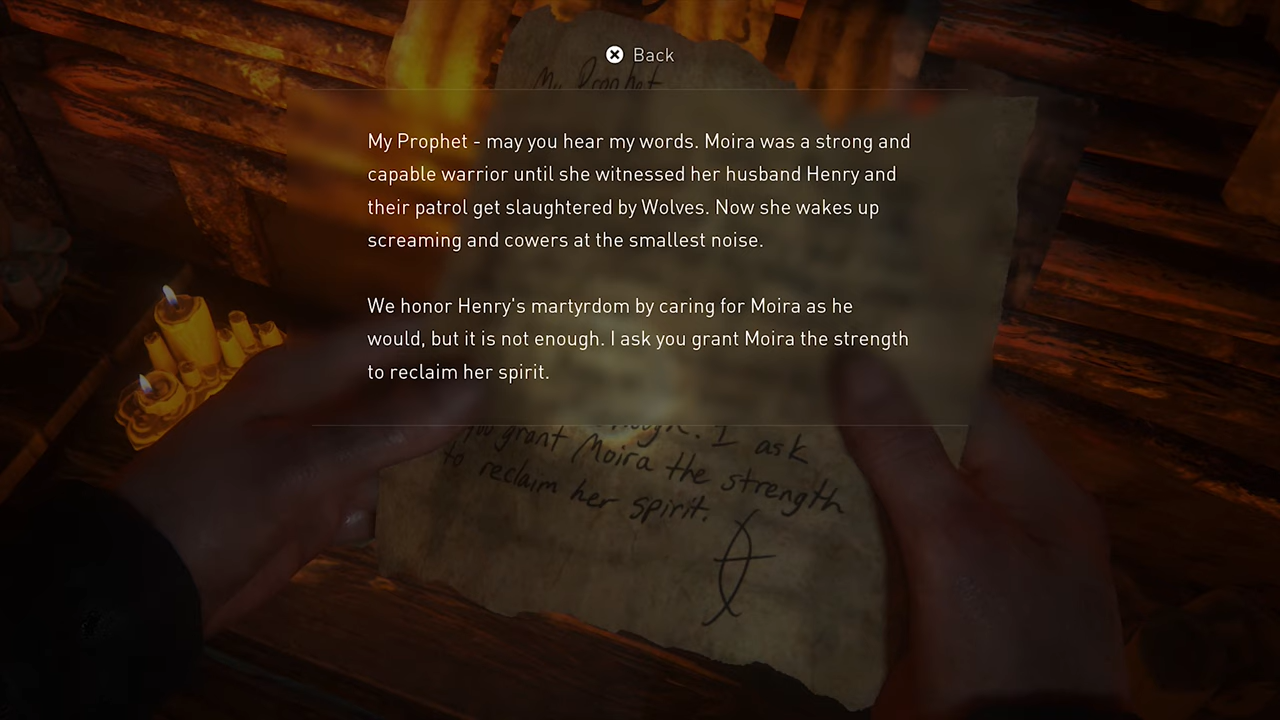 Back
My Prophet
My Prophet - may you hear my words. Moira was a strong and
capable warrior until she witnessed her husband Henry and
their patrol get slaughtered by Wolves. Now she wakes up
screaming and cowers at the smallest noise.
We honor Henry's martyrdom by caring for Moira as he
would, but it is not enough. I ask you grant Moira the strength
to reclaim her spirit.
enough. I ask
you grant Moira the strength
to reclaim her spirit.